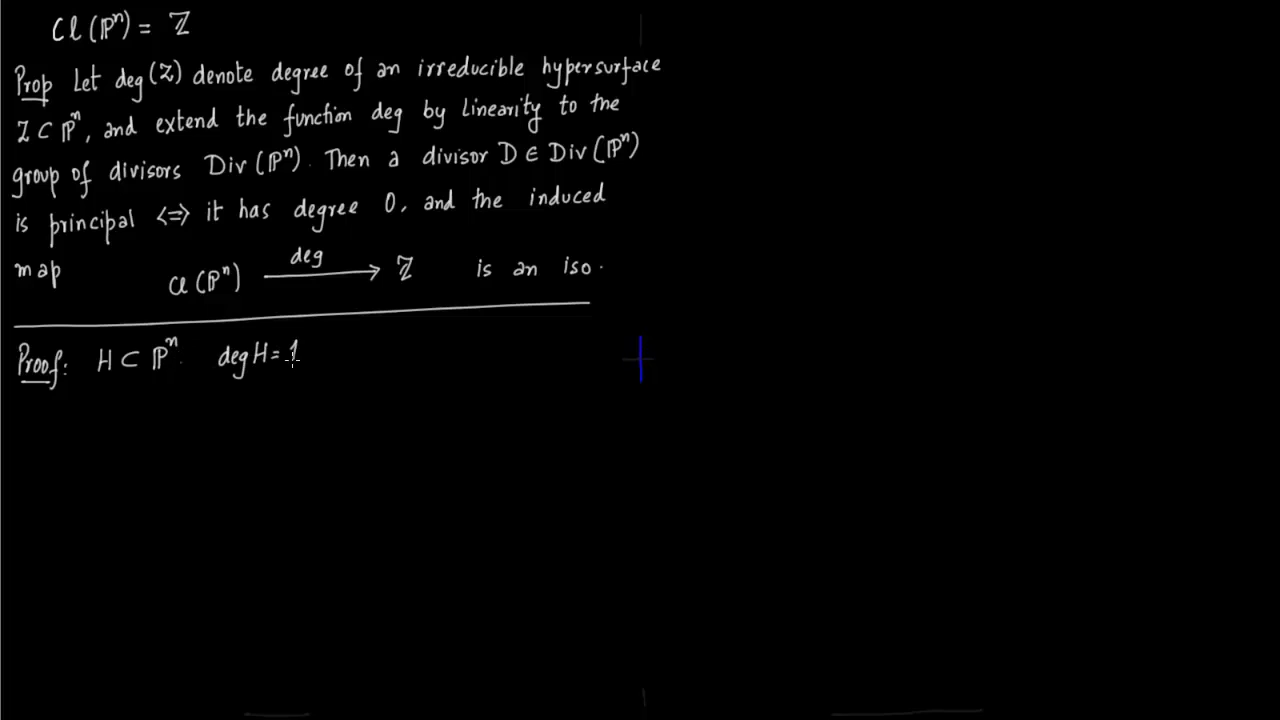 Cl(ℙⁿ) = ℤ
Prop Let deg(Z) denote degree of an irreducible hypersurface
Z ⊂ ℙⁿ, and extend the function deg by linearity to the
group of divisors Div(ℙⁿ). Then a divisor D ∈ Div(ℙⁿ)
is principal <=> it has degree 0, and the induced
deg
map Cl(ℙⁿ) ⟶ ℤ is an iso.
Proof: H ⊂ ℙⁿ. deg H = 1